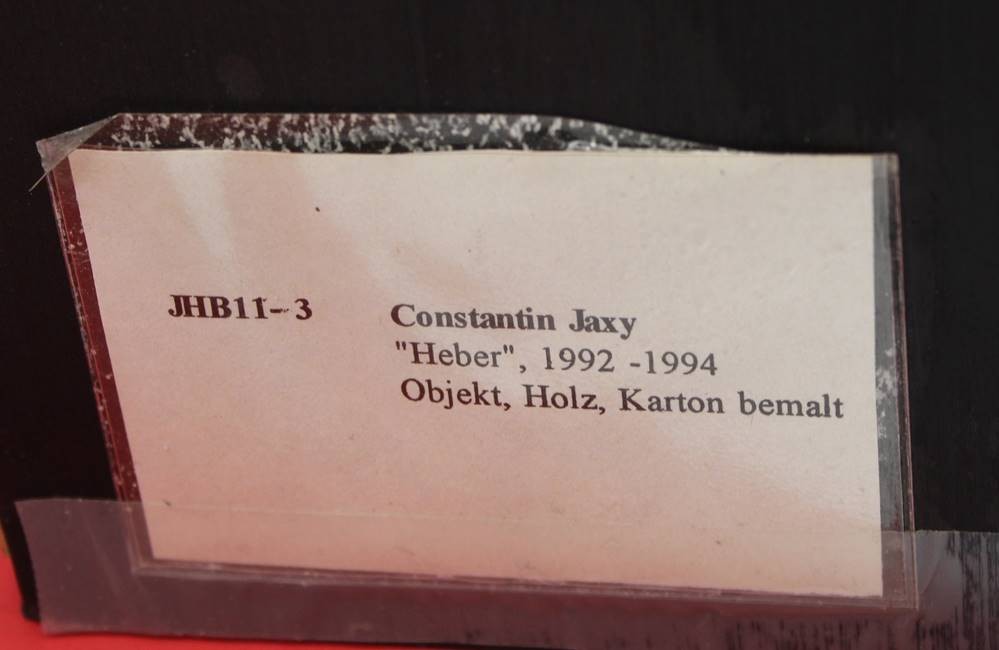 JHB11-3 Constantin Jaxy
"Heber", 1992 -1994
Objekt, Holz, Karton bemalt